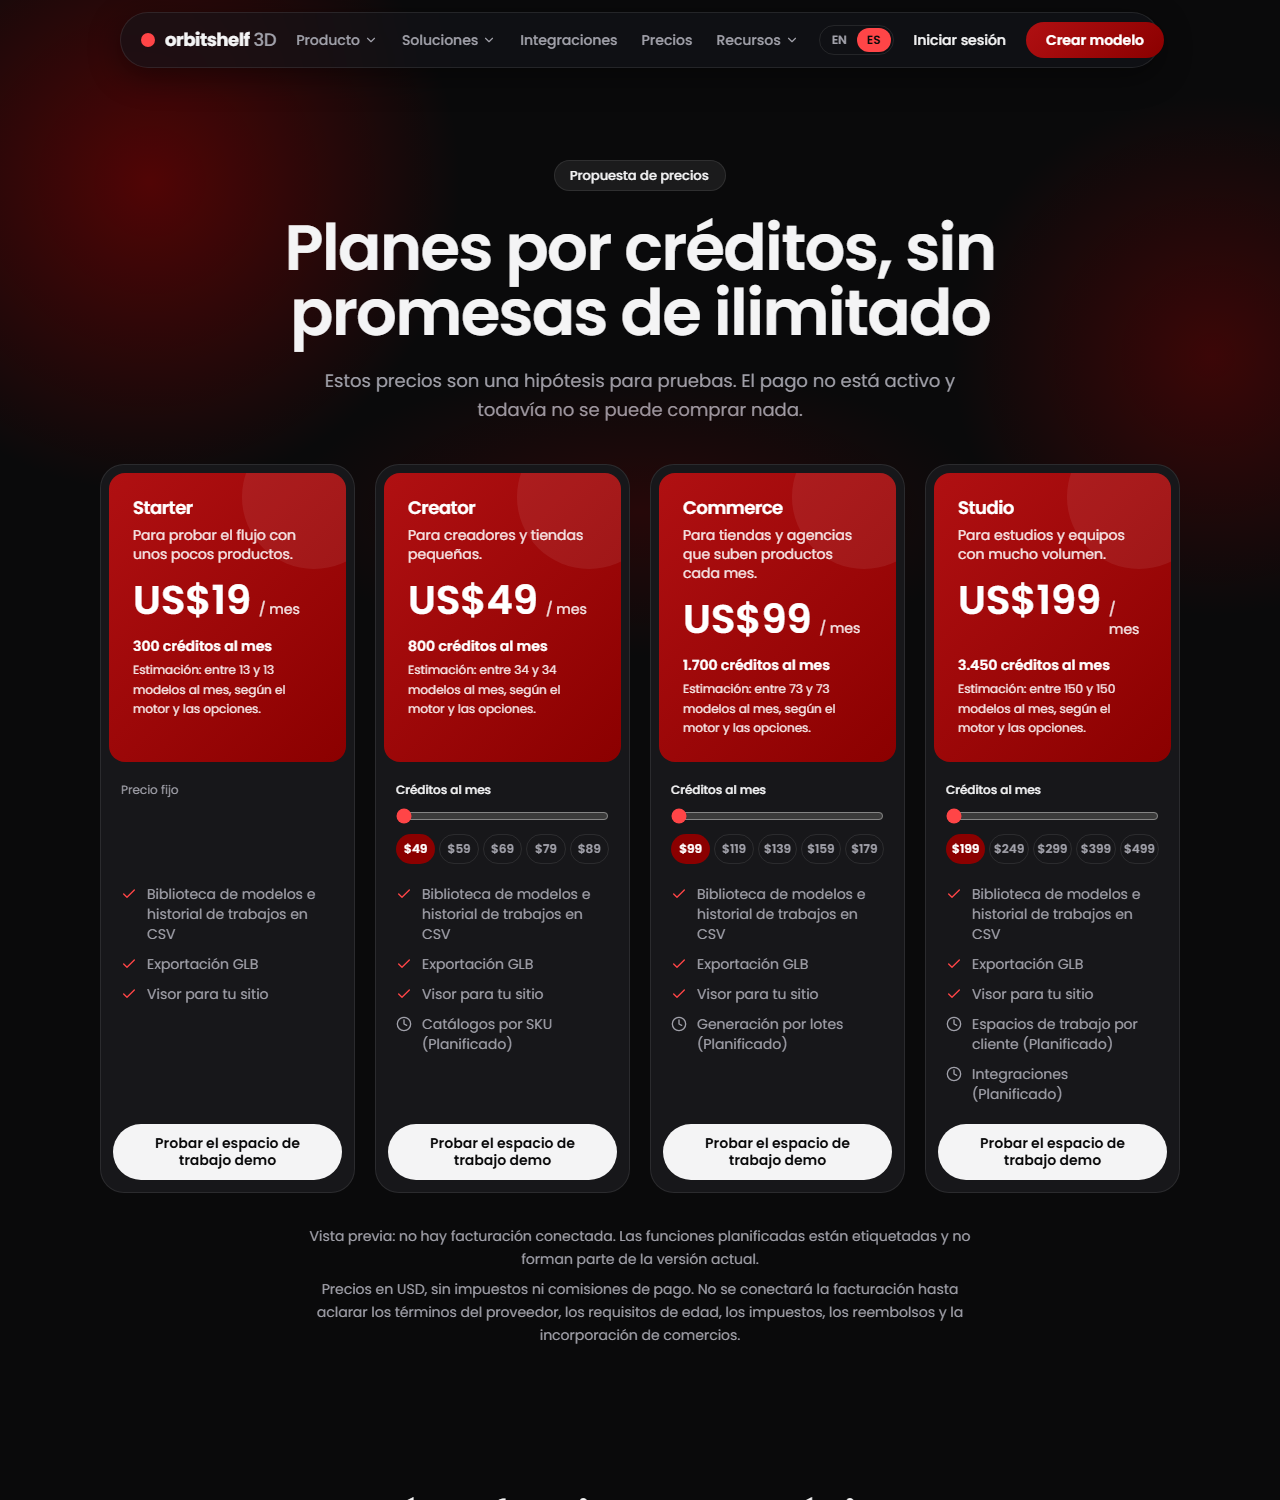 orbitshelf 3D Producto Soluciones Integraciones Precios Recursos EN ES Iniciar sesión Crear modelo
Propuesta de precios
Planes por créditos, sin
promesas de ilimitado
Estos precios son una hipótesis para pruebas. El pago no está activo y
todavía no se puede comprar nada.
Starter
Para probar el flujo con
unos pocos productos.
US$19 / mes
300 créditos al mes
Estimación: entre 13 y 13
modelos al mes, según el
motor y las opciones.
Precio fijo
Biblioteca de modelos e
historial de trabajos en
CSV
Exportación GLB
Visor para tu sitio
Probar el espacio de
trabajo demo
Creator
Para creadores y tiendas
pequeñas.
US$49 / mes
800 créditos al mes
Estimación: entre 34 y 34
modelos al mes, según el
motor y las opciones.
Créditos al mes
$49 $59 $69 $79 $89
Biblioteca de modelos e
historial de trabajos en
CSV
Exportación GLB
Visor para tu sitio
Catálogos por SKU
(Planificado)
Probar el espacio de
trabajo demo
Commerce
Para tiendas y agencias
que suben productos
cada mes.
US$99 / mes
1.700 créditos al mes
Estimación: entre 73 y 73
modelos al mes, según el
motor y las opciones.
Créditos al mes
$99 $119 $139 $159 $179
Biblioteca de modelos e
historial de trabajos en
CSV
Exportación GLB
Visor para tu sitio
Generación por lotes
(Planificado)
Probar el espacio de
trabajo demo
Studio
Para estudios y equipos
con mucho volumen.
US$199 /
mes
3.450 créditos al mes
Estimación: entre 150 y 150
modelos al mes, según el
motor y las opciones.
Créditos al mes
$199 $249 $299 $399 $499
Biblioteca de modelos e
historial de trabajos en
CSV
Exportación GLB
Visor para tu sitio
Espacios de trabajo por
cliente (Planificado)
Integraciones
(Planificado)
Probar el espacio de
trabajo demo
Vista previa: no hay facturación conectada. Las funciones planificadas están etiquetadas y no
forman parte de la versión actual.
Precios en USD, sin impuestos ni comisiones de pago. No se conectará la facturación hasta
aclarar los términos del proveedor, los requisitos de edad, los impuestos, los reembolsos y la
incorporación de comercios.